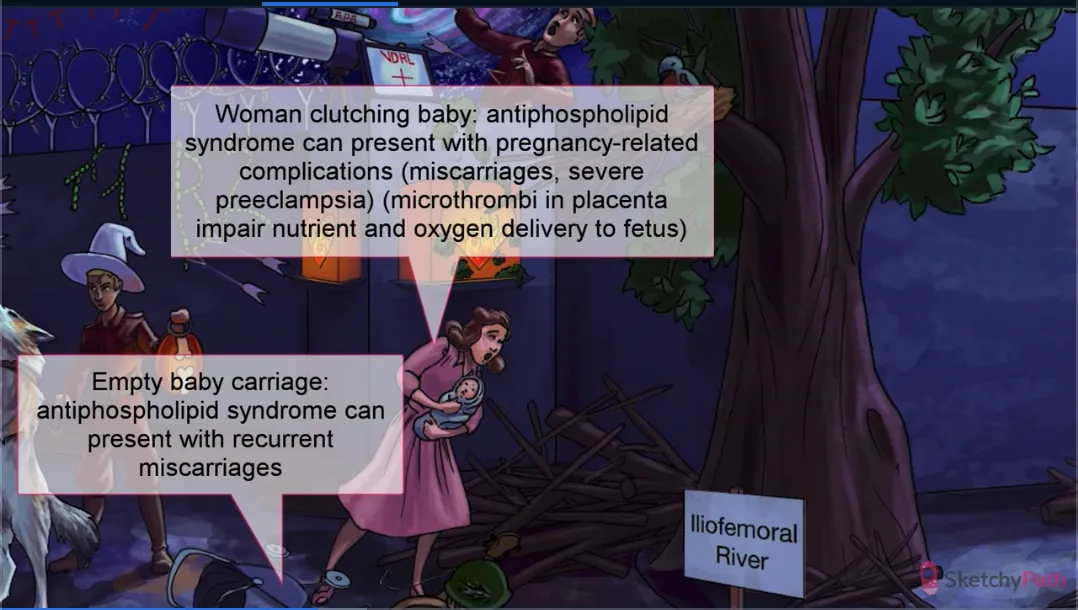 RPR
VDRL
+
Woman clutching baby: antiphospholipid
syndrome can present with pregnancy-related
complications (miscarriages, severe
preeclampsia) (microthrombi in placenta
impair nutrient and oxygen delivery to fetus)
Empty baby carriage:
antiphospholipid syndrome can
present with recurrent
miscarriages
Iliofemoral
River
SketchyPath